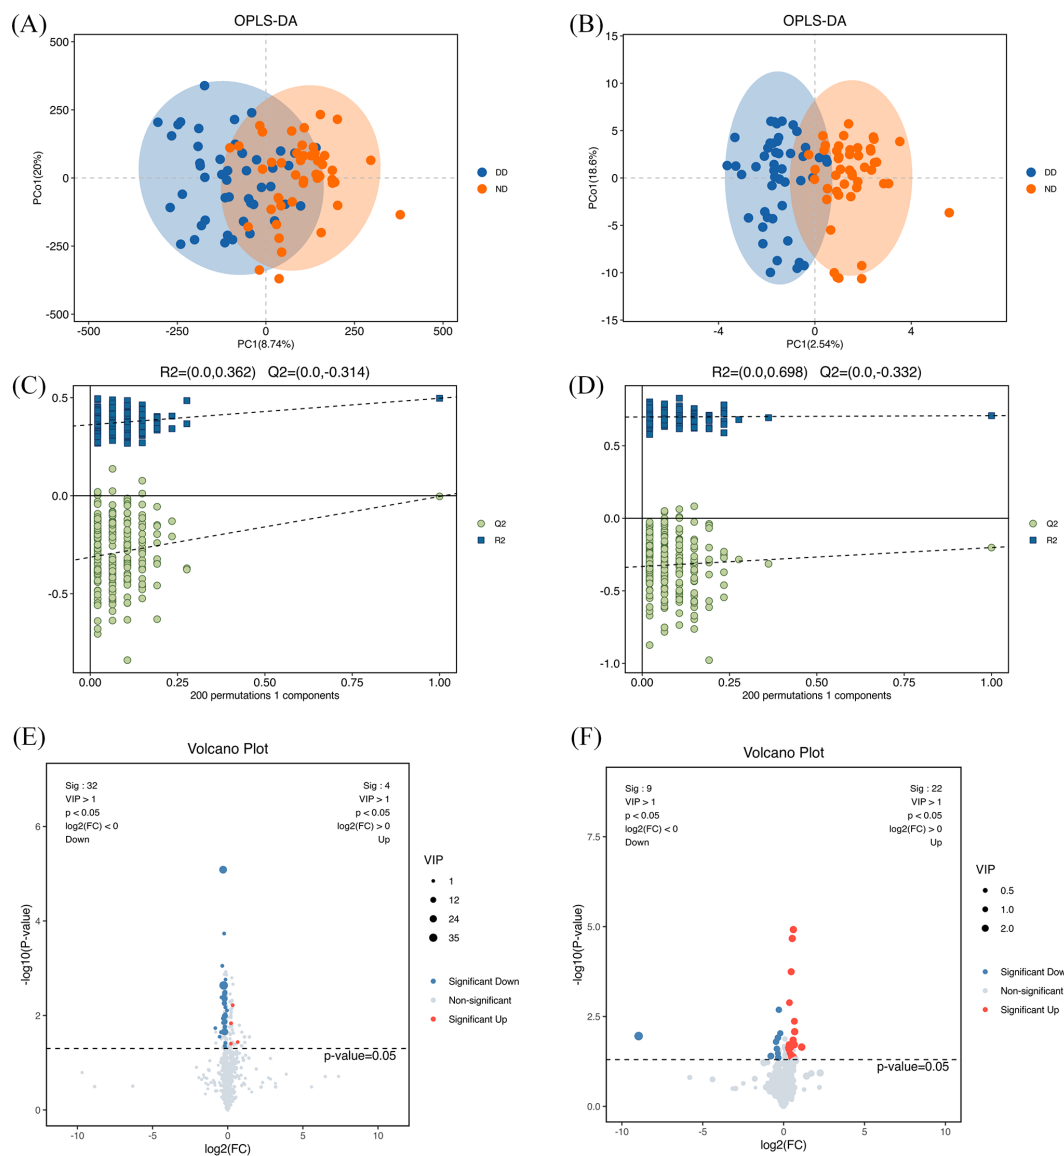 (A)
OPLS-DA
500
250
0
-250
-500
PCo1(20%)
-500
-250
0
250
500
PC1(8.74%)
DD
ND
(B)
OPLS-DA
15
10
5
0
-5
-10
-15
PCo1(18.6%)
-4
0
4
PC1(2.54%)
DD
ND
(C)
R2=(0.0,0.362) Q2=(0.0,-0.314)
0.5
0.0
-0.5
0.00
0.25
0.50
0.75
1.00
200 permutations 1 components
Q2
R2
(D)
R2=(0.0,0.698) Q2=(0.0,-0.332)
0.5
0.0
-0.5
-1.0
0.00
0.25
0.50
0.75
1.00
200 permutations 1 components
Q2
R2
(E)
Volcano Plot
Sig : 32
VIP > 1
p < 0.05
log2(FC) < 0
Down
Sig : 4
VIP > 1
p < 0.05
log2(FC) > 0
Up
6
4
2
0
-log10(P-value)
p-value=0.05
-10
-5
0
5
10
log2(FC)
VIP
1
12
24
35
Significant Down
Non-significant
Significant Up
(F)
Volcano Plot
Sig : 9
VIP > 1
p < 0.05
log2(FC) < 0
Down
Sig : 22
VIP > 1
p < 0.05
log2(FC) > 0
Up
7.5
5.0
2.5
0.0
-log10(P-value)
p-value=0.05
-10
-5
0
5
10
log2(FC)
VIP
0.5
1.0
2.0
Significant Dow
Non-significant
Significant Up